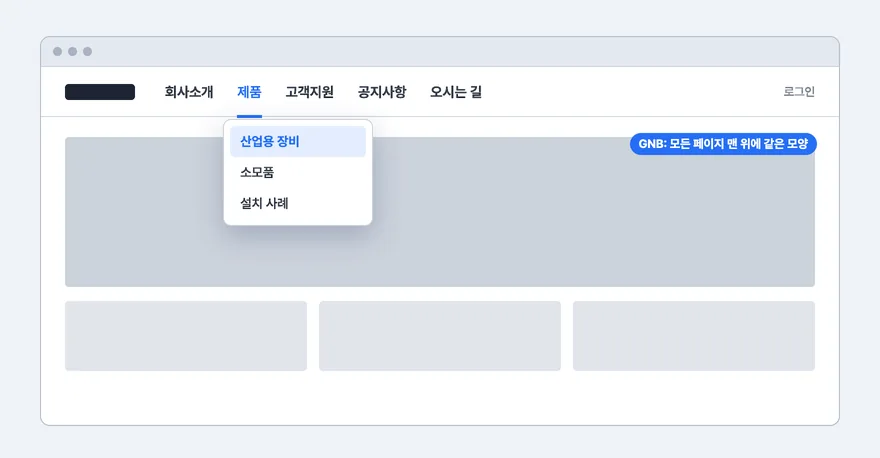 회사소개 제품 고객지원 공지사항 오시는 길 로그인
산업용 장비
GNB: 모든 페이지 맨 위에 같은 모양
소모품
설치 사례